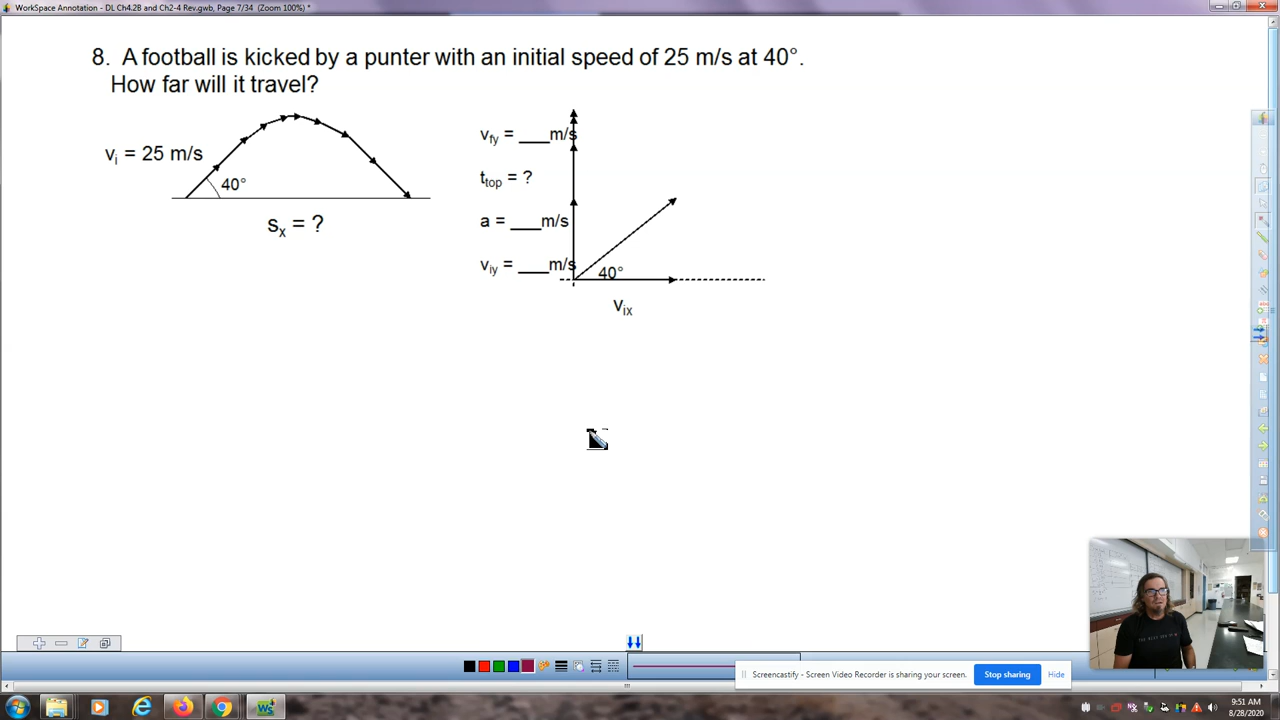 WorkSpace Annotation - DL Ch4.2B and Ch2-4 Rev.gwb, Page 7/34 (Zoom 100%) *
8. A football is kicked by a punter with an initial speed of 25 m/s at 40°.
How far will it travel?
vi = 25 m/s
40°
sx = ?
vfy = ___m/s
ttop = ?
a = ___m/s
viy = ___m/s
40°
vix
Screencastify - Screen Video Recorder is sharing your screen.
Stop sharing
Hide
9:51 AM
8/28/2020